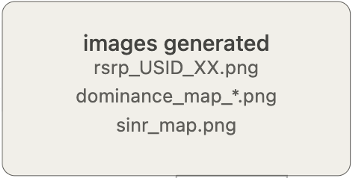 images generated
rsrp_USID_XX.png
dominance_map_*.png
sinr_map.png